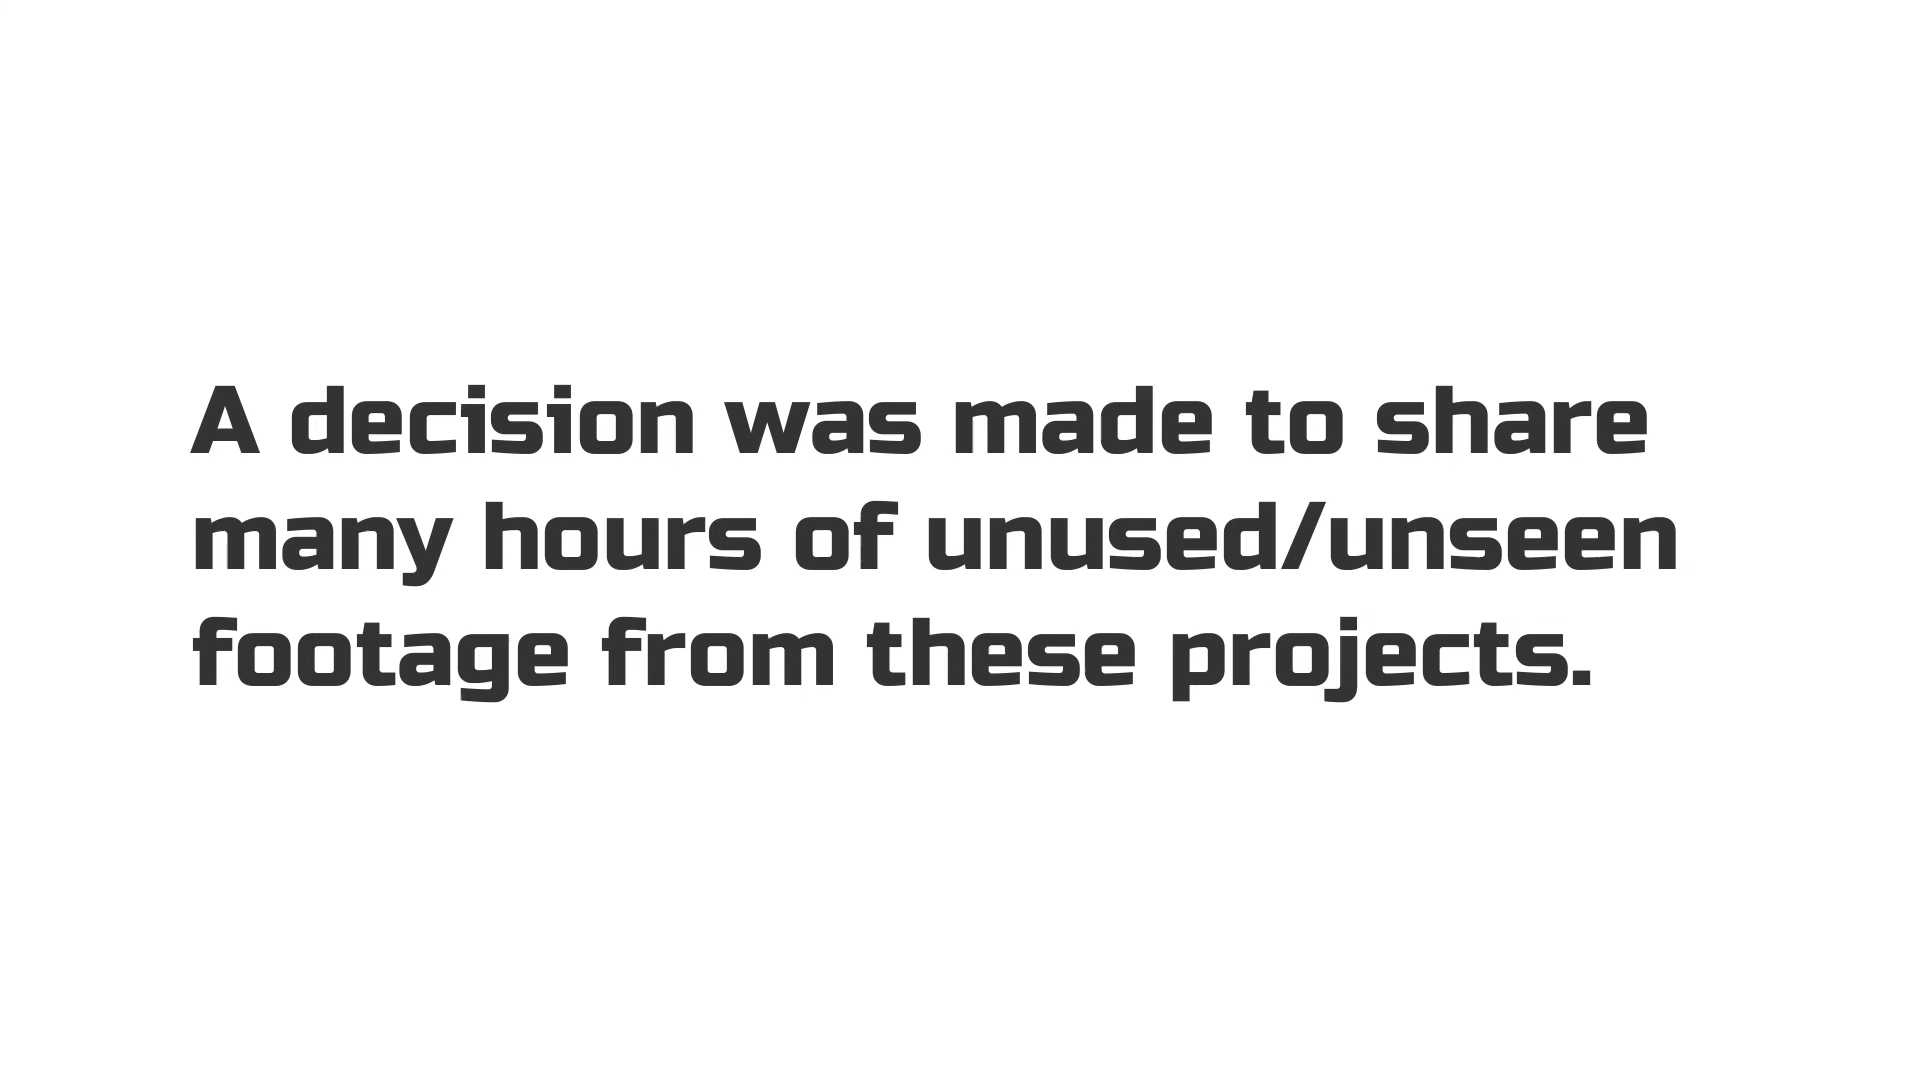 A decision was made to share
many hours of unused/unseen
footage from these projects.